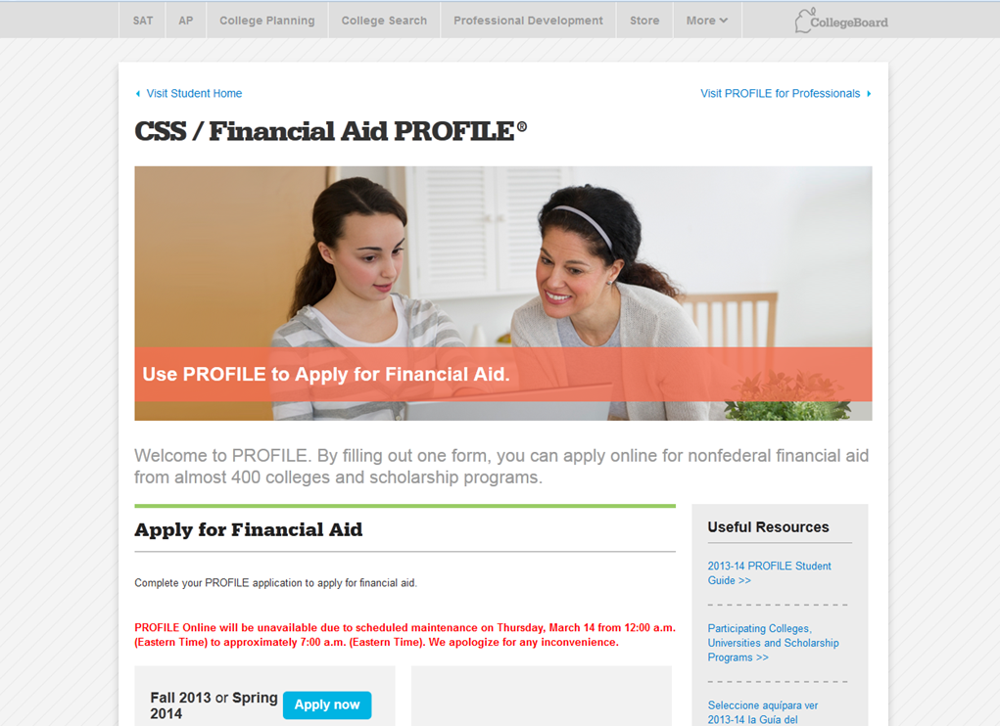 SAT AP College Planning College Search Professional Development Store More CollegeBoard
Visit Student Home Visit PROFILE for Professionals
CSS / Financial Aid PROFILE®
Use PROFILE to Apply for Financial Aid.
Welcome to PROFILE. By filling out one form, you can apply online for nonfederal financial aid
from almost 400 colleges and scholarship programs.
Apply for Financial Aid
Complete your PROFILE application to apply for financial aid.
PROFILE Online will be unavailable due to scheduled maintenance on Thursday, March 14 from 12:00 a.m.
(Eastern Time) to approximately 7:00 a.m. (Eastern Time). We apologize for any inconvenience.
Fall 2013 or Spring
2014
Apply now
Useful Resources
2013-14 PROFILE Student
Guide >>
Participating Colleges,
Universities and Scholarship
Programs >>
Seleccione aquípara ver
2013-14 la Guía del